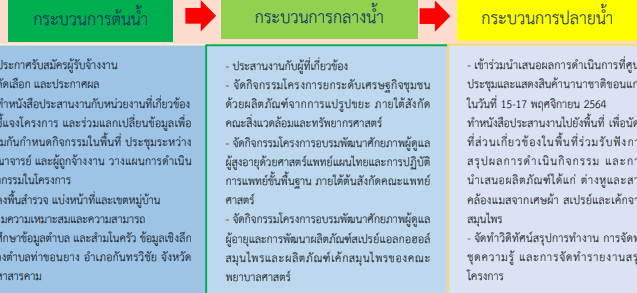 กระบวนการต้นน้ำ
กระบวนการกลางน้ำ
กระบวนการปลายน้ำ
ประกาศรับสมัครผู้รับจ้างงาน
คัดเลือก และประกาศผล
ทำหนังสือประสานงานกับหน่วยงานที่เกี่ยวข้อง
ชี้แจงโครงการ และร่วมแลกเปลี่ยนข้อมูลเพื่อ
มกันกำหนดกิจกรรมในพื้นที่ ประชุมระหว่าง
ณาจารย์ และผู้ถูกจ้างงาน วางแผนการดำเนิน
กรรมในโครงการ
ลงพื้นสำรวจ แบ่งหน้าที่และเขตหมู่บ้าน
มความเหมาะสมและความสามารถ
ศึกษาข้อมูลตำบล และสำมโนครัว ข้อมูลเชิงลึก
องตำบลท่าขอนยาง อำเภอกันทรวิชัย จังหวัด
หาสารคาม
- ประสานงานกับผู้ที่เกี่ยวข้อง
- จัดกิจกรรมโครงการยกระดับเศรษฐกิจชุมชน
ด้วยผลิตภัณฑ์จากการแปรูปขยะ ภายใต้สังกัด
คณะสิ่งแวดล้อมและทรัพยากรศาสตร์
- จัดกิจกรรมโครงการอบรมพัฒนาศักยภาพผู้ดูแล
ผู้สูงอายุด้วยศาสตร์แพทย์แผนไทยและการปฏิบัติ
การแพทย์ขั้นพื้นฐาน ภายใต้ต้นสังกัดคณะแพทย์
ศาสตร์
- จัดกิจกรรมโครงการอบรมพัฒนาศักยภาพผู้ดูแล
ผู้อายุและการพัฒนาผลิตภัณฑ์สเปรย์แอลกอฮอล์
สมุนไพรและผลิตภัณฑ์เค้กสมุนไพรของคณะ
พยาบาลศาสตร์
- เข้าร่วมนำเสนอผลการดำเนินการที่ศูน
ประชุมและแสดงสินค้านานาชาติขอนแก่
ในวันที่ 15-17 พฤศจิกายน 2564
ทำหนังสือประสานงานไปยังพื้นที่ เพื่อนัด
ที่ส่วนเกี่ยวข้องในพื้นที่ร่วมรับฟังกา
สรุปผลการดำเนินกิจกรรม และกา
นำเสนอผลิตภัณฑ์ได้แก่ ต่างหูและสา
คล้องแมสจากเศษผ้า สเปรย์และเค้กจา
สมุนไพร
- จัดทำวิดิทัศน์สรุปการทำงาน การจัดท
ชุดความรู้ และการจัดทำรายงานสรุ
โครงการ